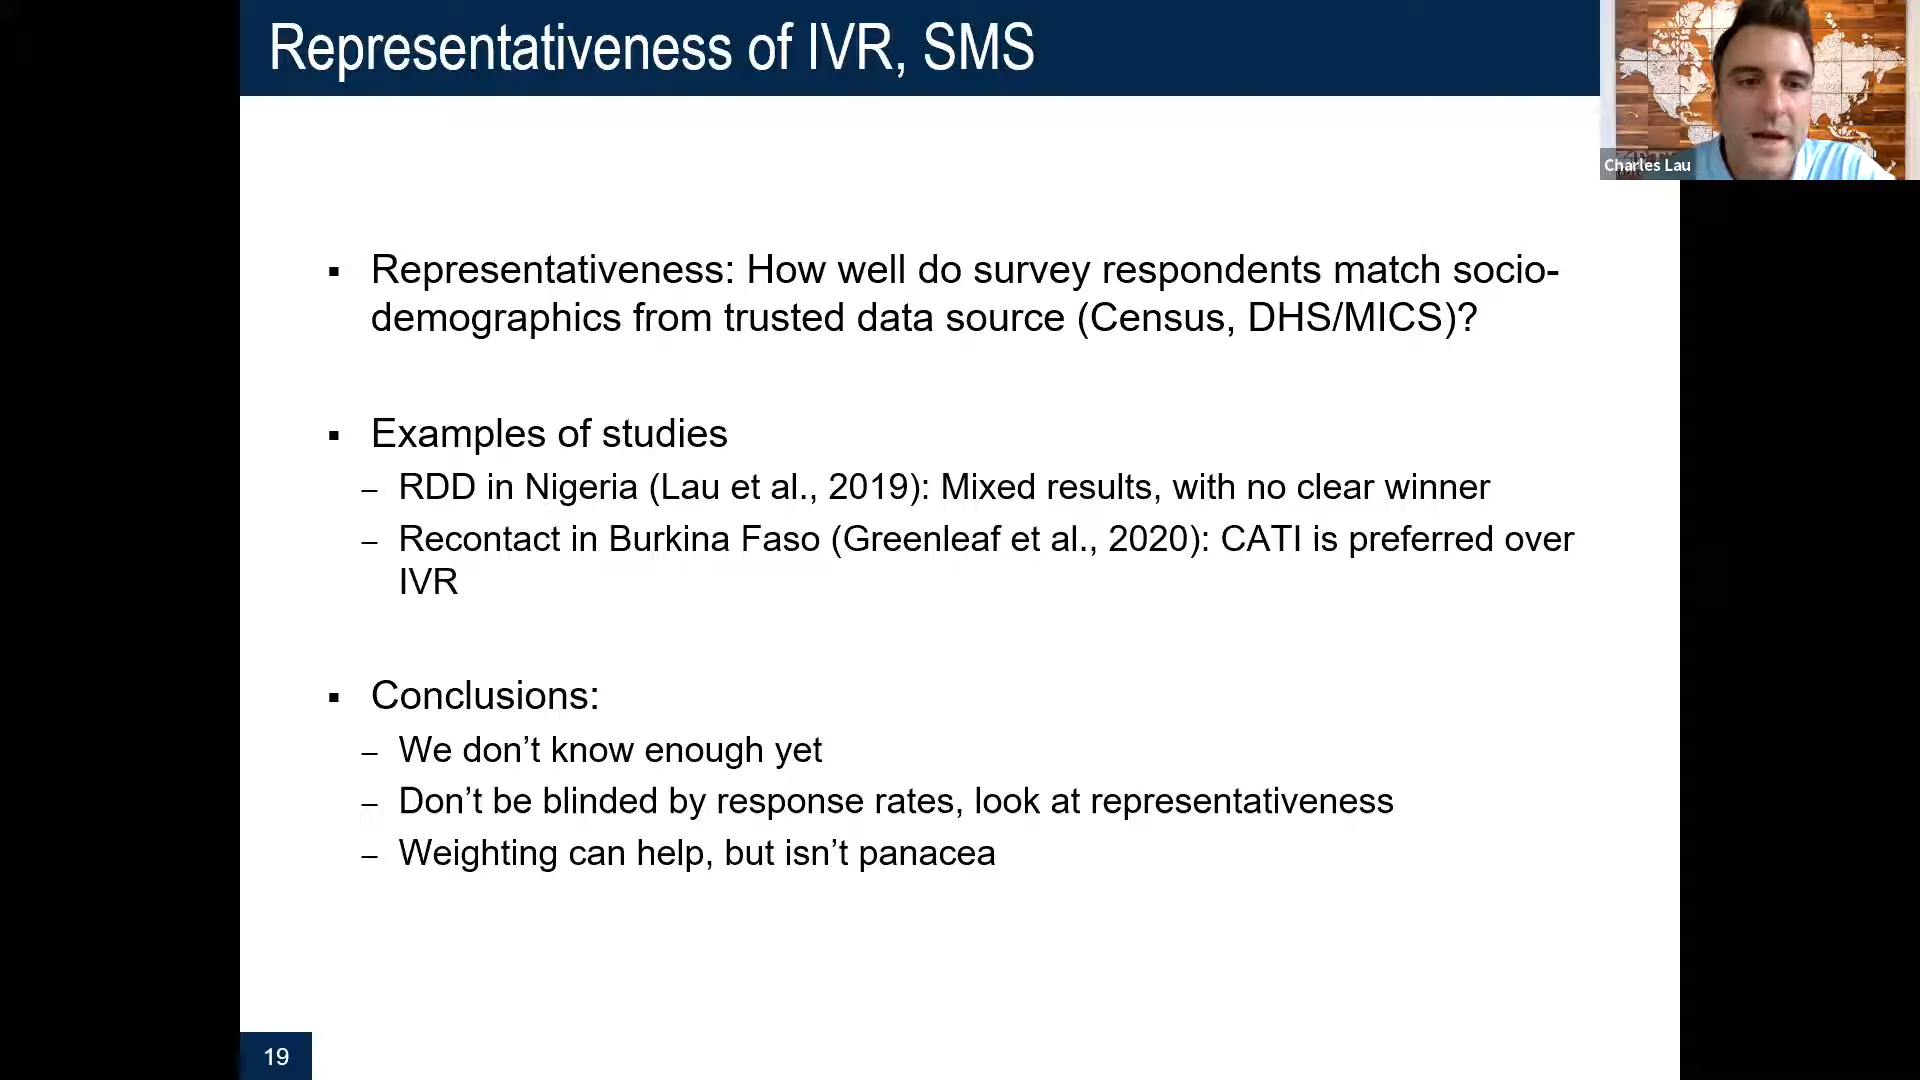 Representativeness of IVR, SMS
Charles Lau
▪ Representativeness: How well do survey respondents match socio-
demographics from trusted data source (Census, DHS/MICS)?
▪ Examples of studies
– RDD in Nigeria (Lau et al., 2019): Mixed results, with no clear winner
– Recontact in Burkina Faso (Greenleaf et al., 2020): CATI is preferred over
IVR
▪ Conclusions:
– We don’t know enough yet
– Don’t be blinded by response rates, look at representativeness
– Weighting can help, but isn’t panacea
19